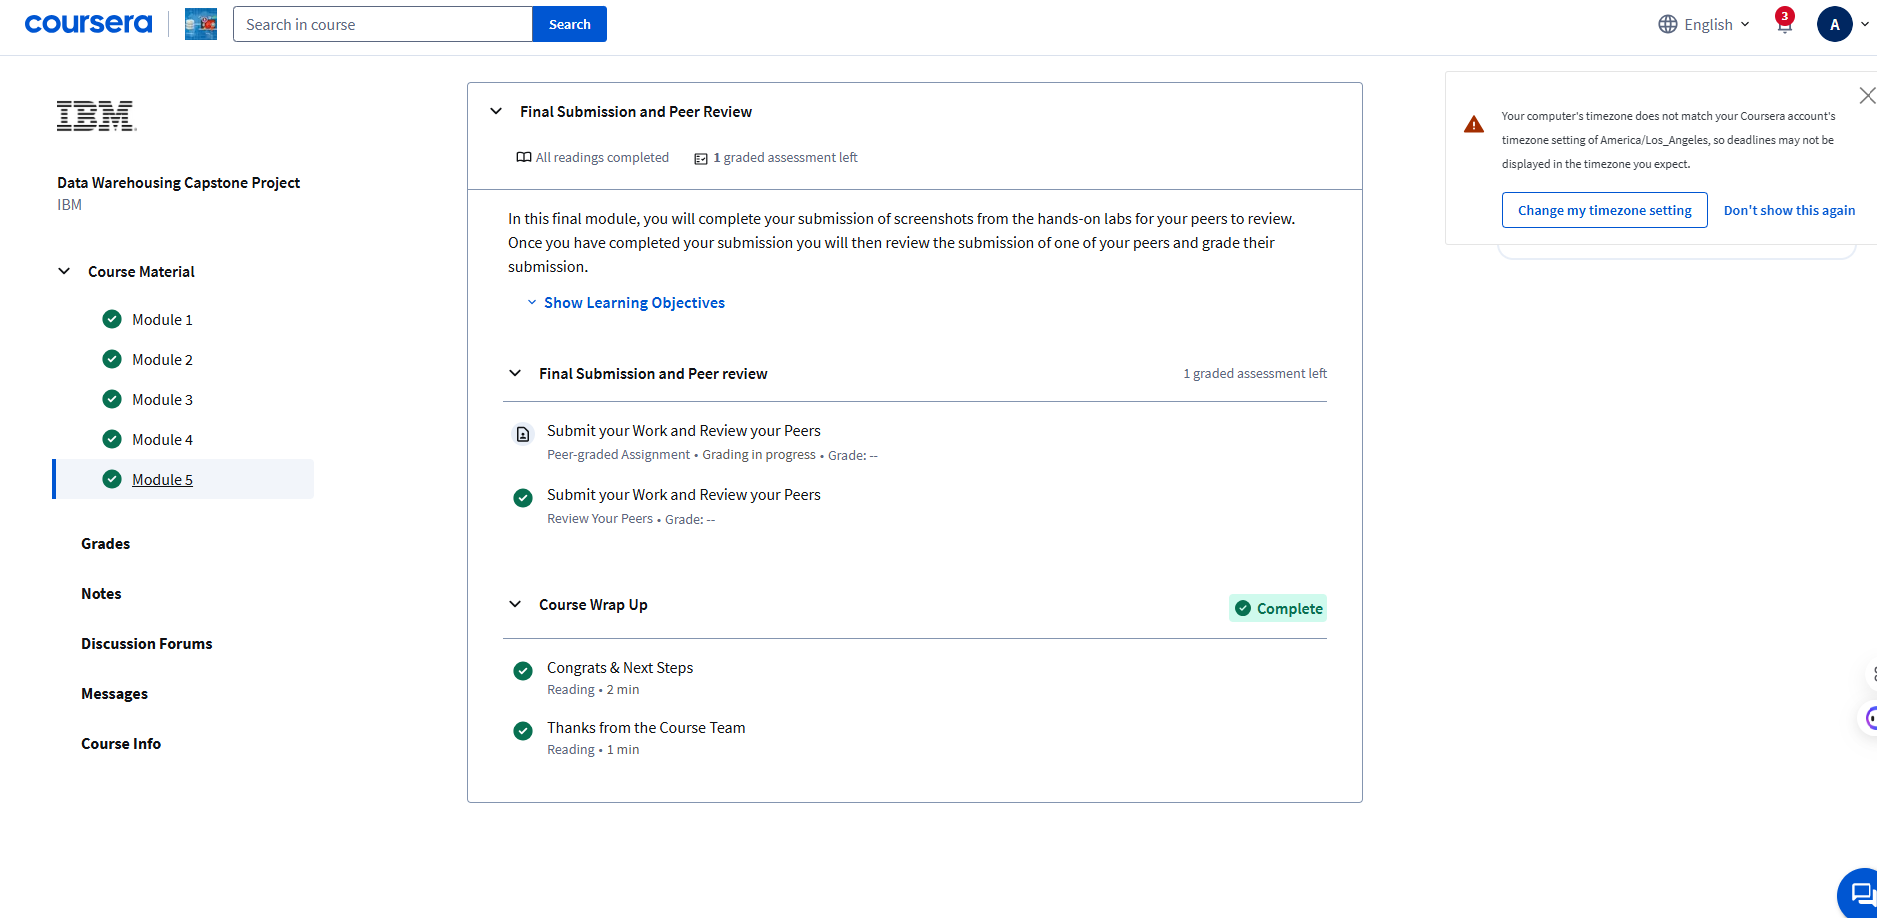 coursera
Search in course
Search
English
3
A
IBM
Data Warehousing Capstone Project
IBM
Course Material
Module 1
Module 2
Module 3
Module 4
Module 5
Grades
Notes
Discussion Forums
Messages
Course Info
Final Submission and Peer Review
All readings completed
1 graded assessment left
In this final module, you will complete your submission of screenshots from the hands-on labs for your peers to review.
Once you have completed your submission you will then review the submission of one of your peers and grade their
submission.
Show Learning Objectives
Final Submission and Peer review
1 graded assessment left
Submit your Work and Review your Peers
Peer-graded Assignment • Grading in progress • Grade: --
Submit your Work and Review your Peers
Review Your Peers • Grade: --
Course Wrap Up
Complete
Congrats & Next Steps
Reading • 2 min
Thanks from the Course Team
Reading • 1 min
Your computer's timezone does not match your Coursera account's
timezone setting of America/Los_Angeles, so deadlines may not be
displayed in the timezone you expect.
Change my timezone setting
Don't show this again